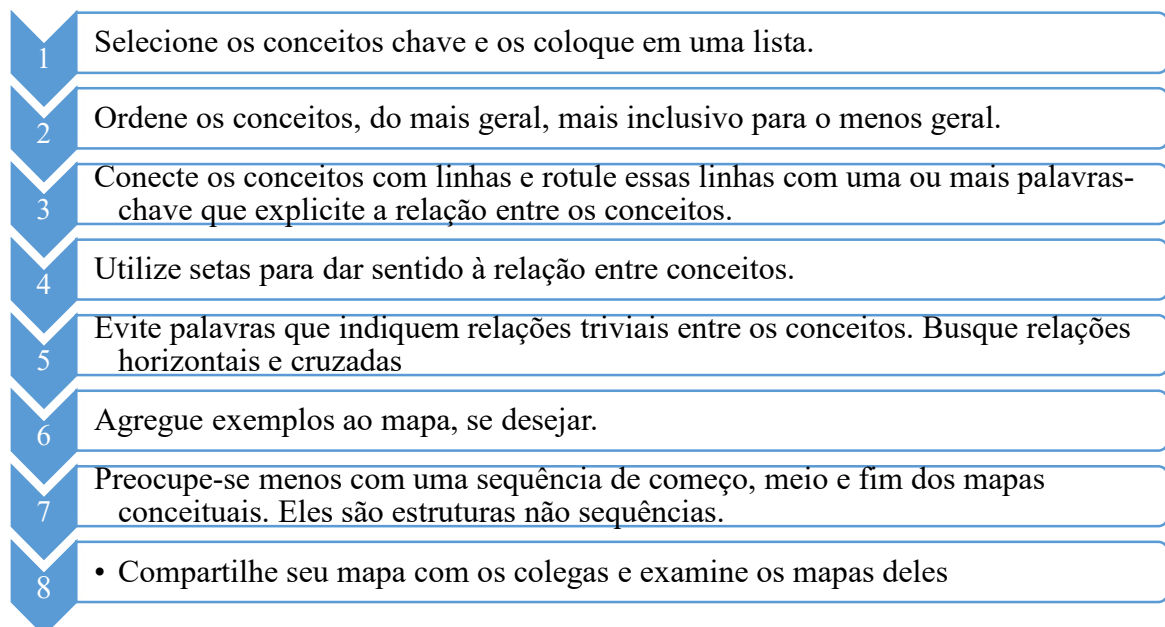 1
Selecione os conceitos chave e os coloque em uma lista.
2
Ordene os conceitos, do mais geral, mais inclusivo para o menos geral.
3
Conecte os conceitos com linhas e rotule essas linhas com uma ou mais palavras-
chave que explicite a relação entre os conceitos.
4
Utilize setas para dar sentido à relação entre conceitos.
5
Evite palavras que indiquem relações triviais entre os conceitos. Busque relações
horizontais e cruzadas
6
Agregue exemplos ao mapa, se desejar.
7
Preocupe-se menos com uma sequência de começo, meio e fim dos mapas
conceituais. Eles são estruturas não sequências.
8
• Compartilhe seu mapa com os colegas e examine os mapas deles